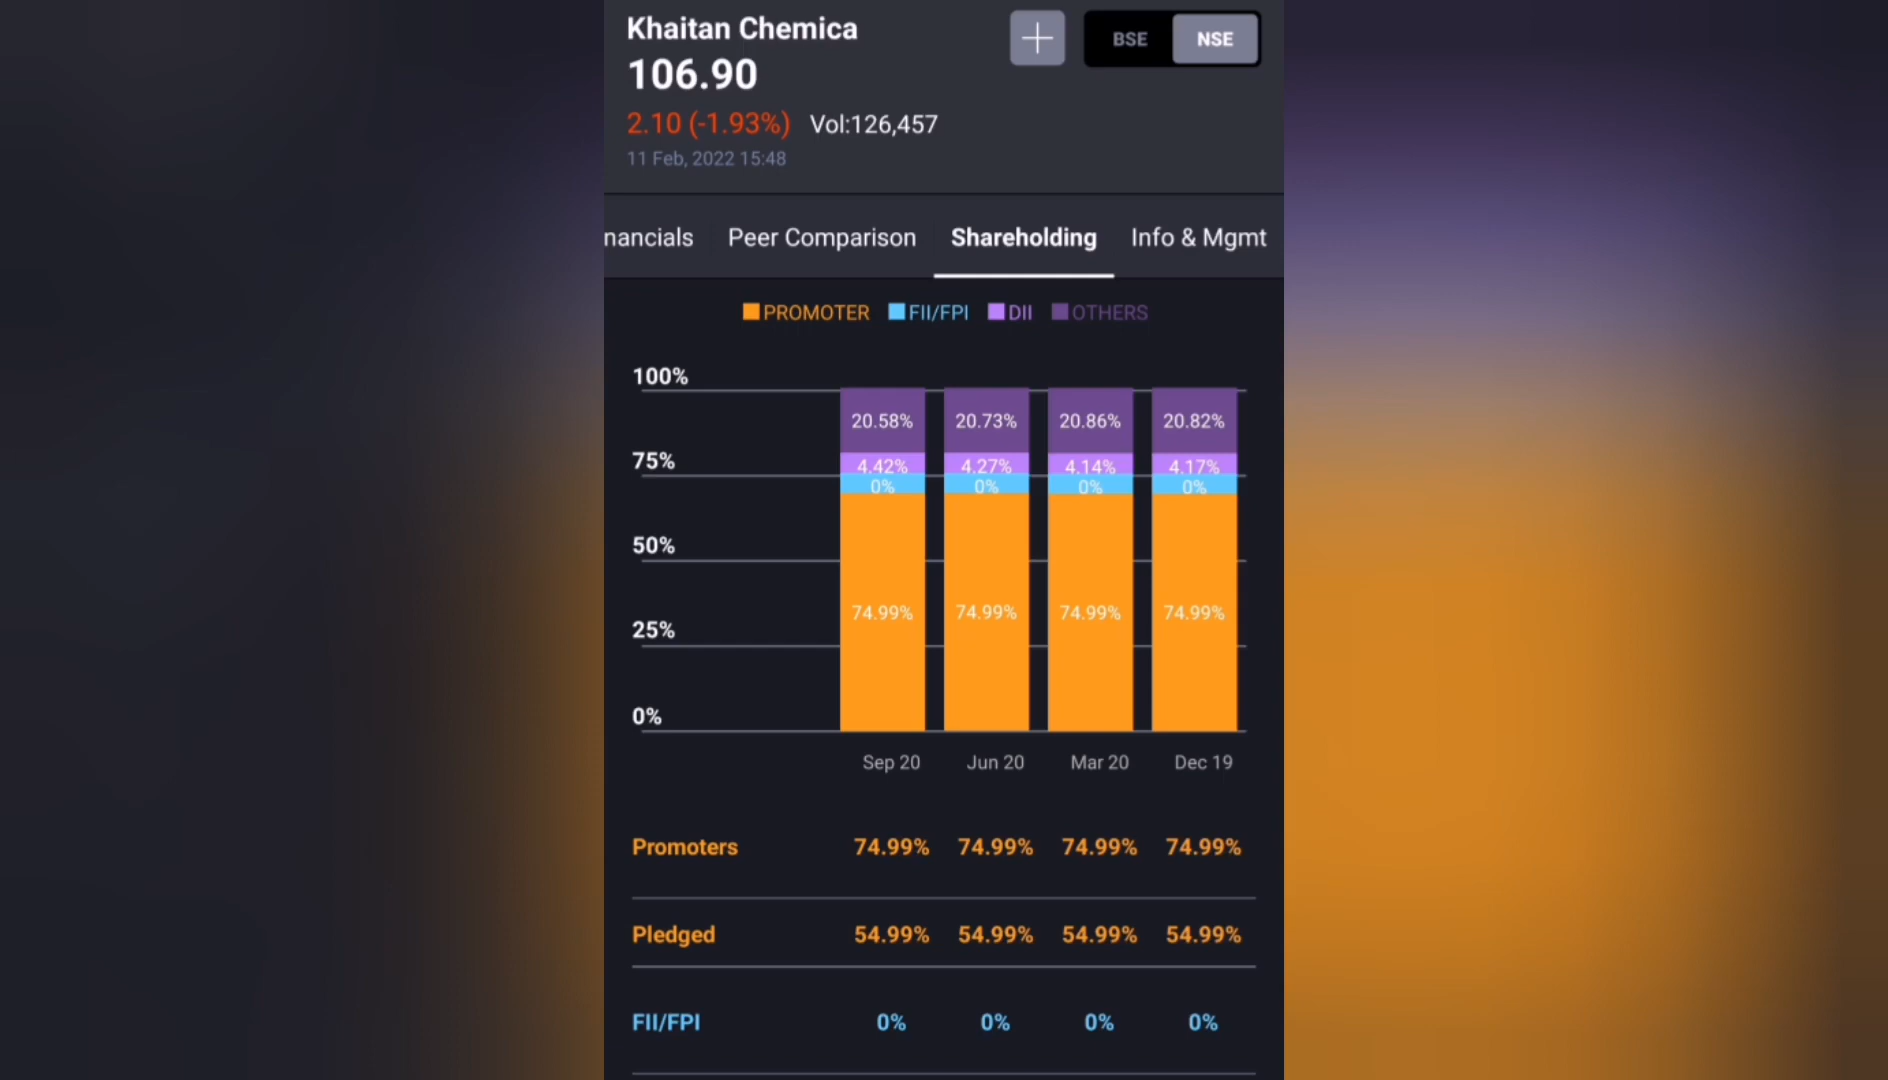 Khaitan Chemica
BSE NSE
106.90
2.10 (-1.93%) Vol:126,457
11 Feb, 2022 15:48
nancials Peer Comparison Shareholding Info & Mgmt
PROMOTER FII/FPI DII OTHERS
100%
20.58% 20.73% 20.86% 20.82%
75%
4.42% 4.27% 4.14% 4.17%
0% 0% 0% 0%
50%
74.99% 74.99% 74.99% 74.99%
25%
0%
Sep 20 Jun 20 Mar 20 Dec 19
Promoters 74.99% 74.99% 74.99% 74.99%
Pledged 54.99% 54.99% 54.99% 54.99%
FII/FPI 0% 0% 0% 0%